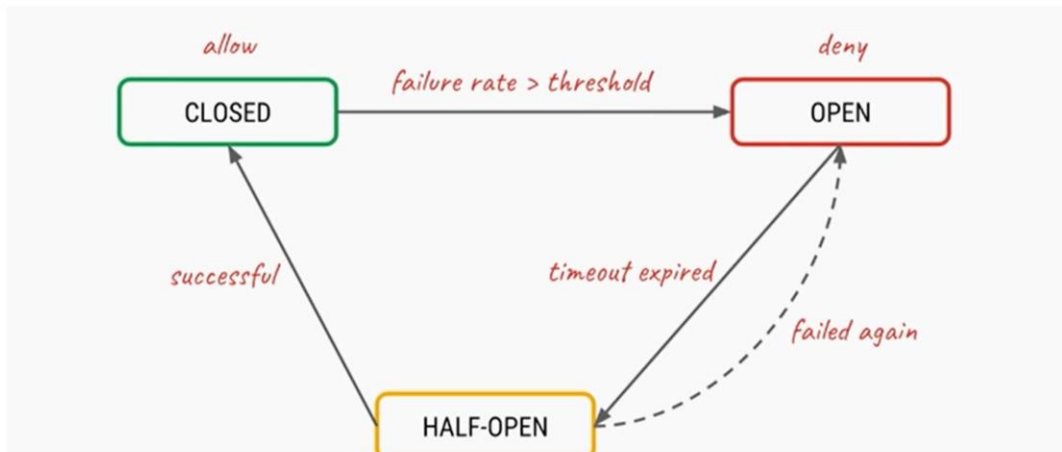 allow
deny
failure rate > threshold
CLOSED
OPEN
successful
timeout expired
failed again
HALF-OPEN